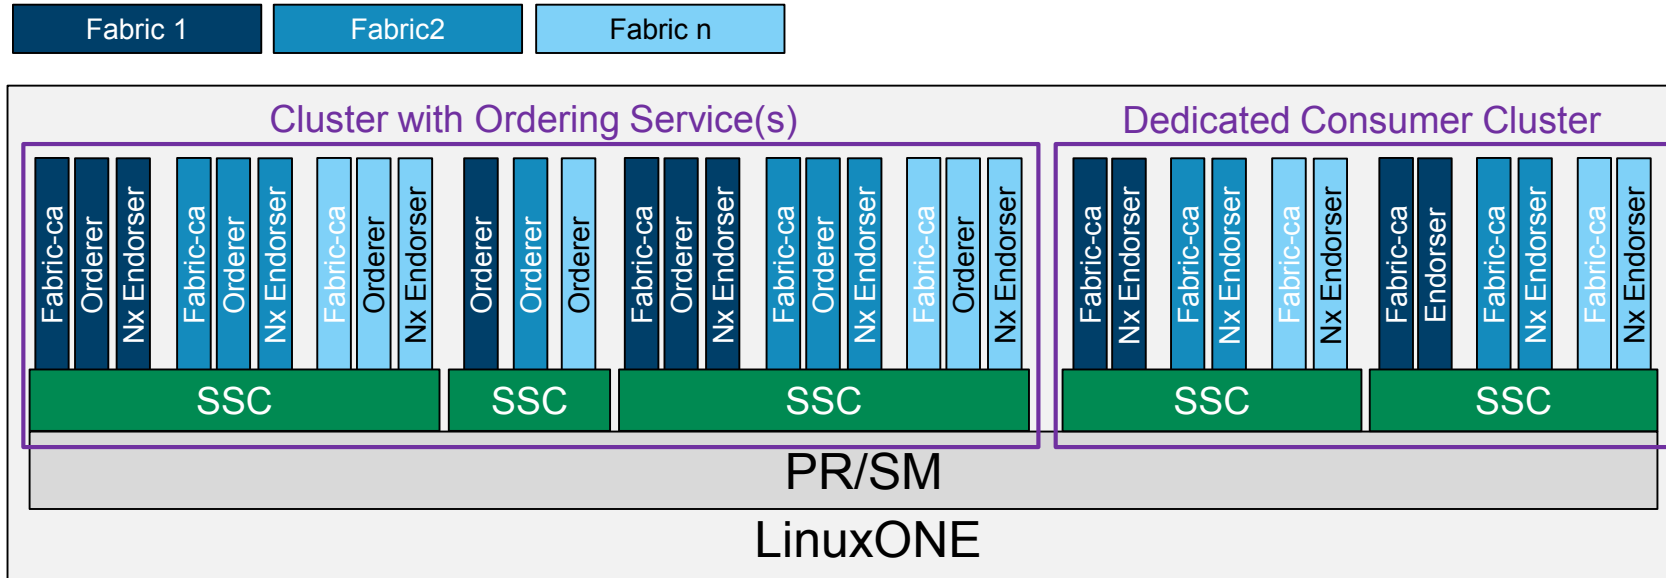 Fabric 1
Fabric2
Fabric n
Cluster with Ordering Service(s)
Dedicated Consumer Cluster
Fabric-ca
Orderer
Nx Endorser
Fabric-ca
Orderer
Nx Endorser
Fabric-ca
Orderer
Nx Endorser
Orderer
Orderer
Orderer
Fabric-ca
Orderer
Nx Endorser
Fabric-ca
Orderer
Nx Endorser
Fabric-ca
Orderer
Nx Endorser
Fabric-ca
Nx Endorser
Fabric-ca
Nx Endorser
Fabric-ca
Nx Endorser
Fabric-ca
Endorser
Fabric-ca
Nx Endorser
Fabric-ca
Nx Endorser
SSC
SSC
SSC
SSC
SSC
PR/SM
LinuxONE